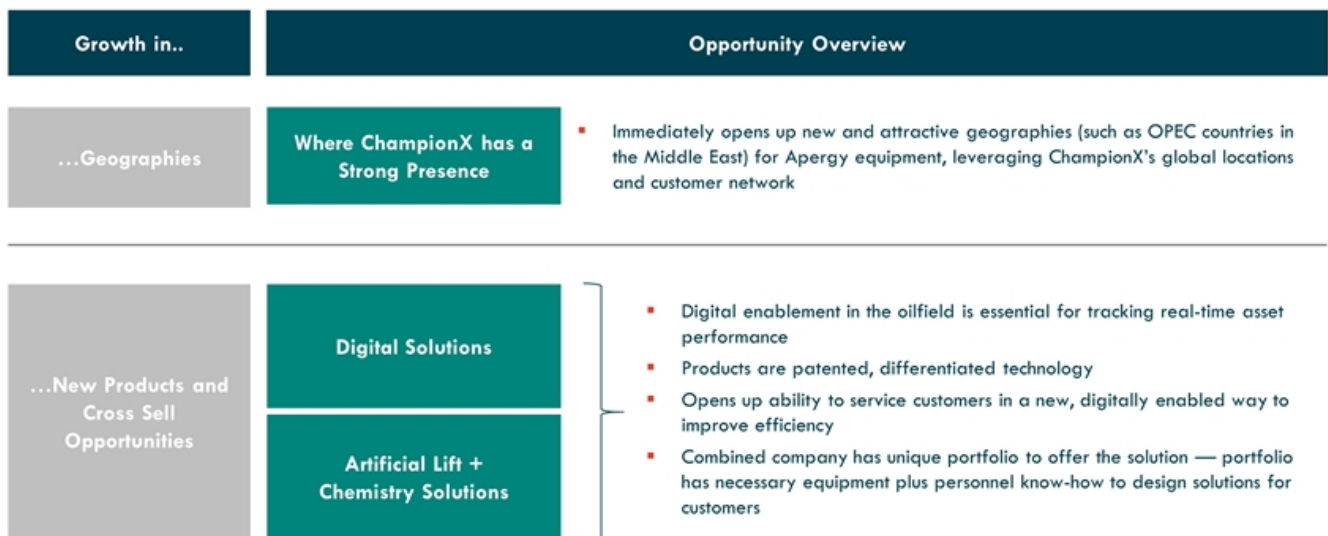 Growth in..
Opportunity Overview
...Geographies
Where ChampionX has a
Strong Presence
▪ Immediately opens up new and attractive geographies (such as OPEC countries in
the Middle East) for Apergy equipment, leveraging ChampionX's global locations
and customer network
...New Products and
Cross Sell
Opportunities
Digital Solutions
Artificial Lift +
Chemistry Solutions
▪ Digital enablement in the oilfield is essential for tracking real-time asset
performance
▪ Products are patented, differentiated technology
▪ Opens up ability to service customers in a new, digitally enabled way to
improve efficiency
▪ Combined company has unique portfolio to offer the solution — portfolio
has necessary equipment plus personnel know-how to design solutions for
customers